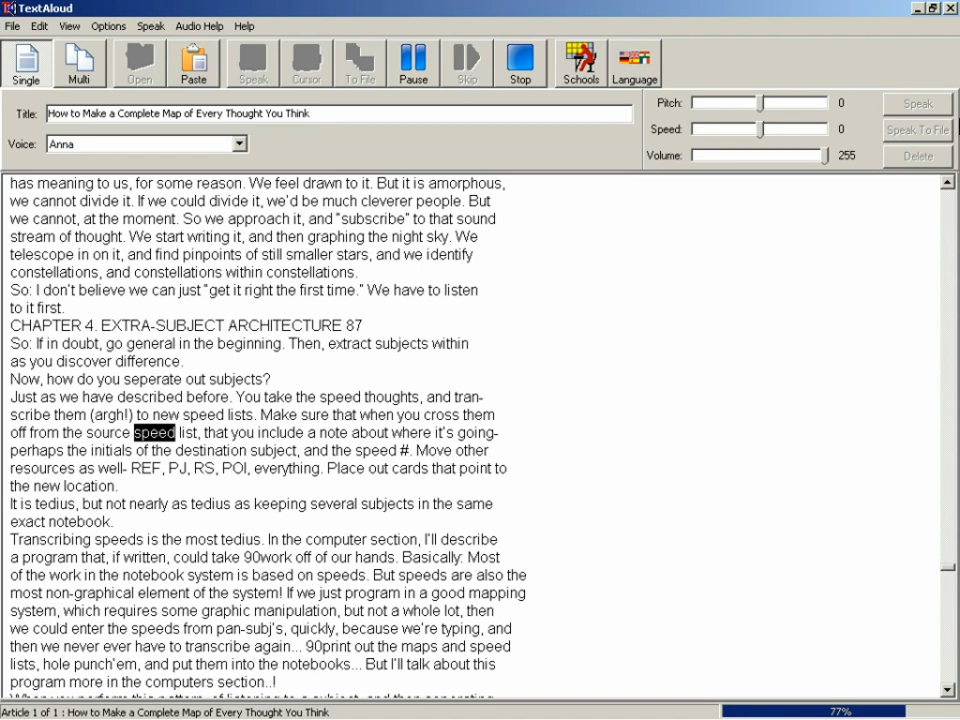 TextAloud
File Edit View Options Speak Audio Help Help
Single Multi Open Paste Speak Cursor To File Pause Skip Stop Schools Language
Title: How to Make a Complete Map of Every Thought You Think
Voice: Anna
Pitch: 0 Speak
Speed: 0 Speak To File
Volume: 255 Delete
has meaning to us, for some reason. We feel drawn to it. But it is amorphous,
we cannot divide it. If we could divide it, we'd be much cleverer people. But
we cannot, at the moment. So we approach it, and "subscribe" to that sound
stream of thought. We start writing it, and then graphing the night sky. We
telescope in on it, and find pinpoints of still smaller stars, and we identify
constellations, and constellations within constellations.
So: I don't believe we can just "get it right the first time." We have to listen
to it first.
CHAPTER 4. EXTRA-SUBJECT ARCHITECTURE 87
So: If in doubt, go general in the beginning. Then, extract subjects within
as you discover difference.
Now, how do you seperate out subjects?
Just as we have described before. You take the speed thoughts, and tran-
scribe them (argh!) to new speed lists. Make sure that when you cross them
off from the source speed list, that you include a note about where it's going-
perhaps the initials of the destination subject, and the speed #. Move other
resources as well- REF, PJ, RS, POI, everything. Place out cards that point to
the new location.
It is tedius, but not nearly as tedius as keeping several subjects in the same
exact notebook.
Transcribing speeds is the most tedius. In the computer section, I'll describe
a program that, if written, could take 90work off of our hands. Basically: Most
of the work in the notebook system is based on speeds. But speeds are also the
most non-graphical element of the system! If we just program in a good mapping
system, which requires some graphic manipulation, but not a whole lot, then
we could enter the speeds from pan-subj's, quickly, because we're typing, and
then we never ever have to transcribe again... 90print out the maps and speed
lists, hole punch'em, and put them into the notebooks... But I'll talk about this
program more in the computers section..!
When you perform this pattern, of listening to a subject, and then seperating
Article 1 of 1 : How to Make a Complete Map of Every Thought You Think 77%